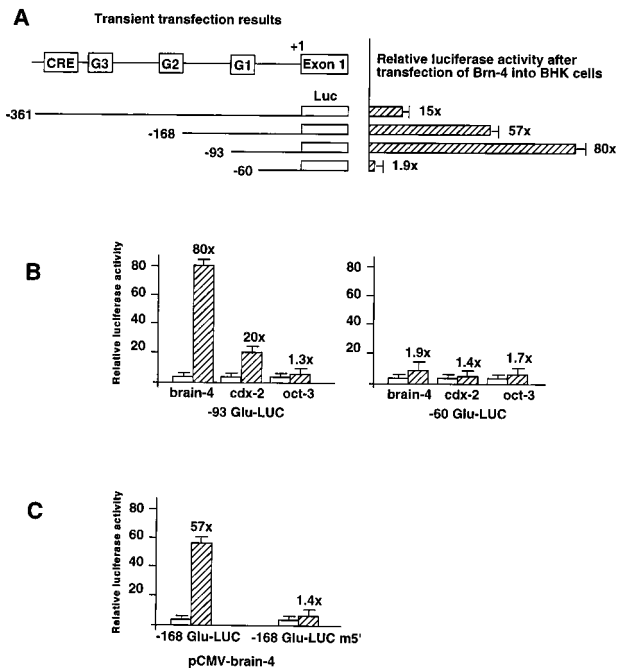 A
Transient transfection results
+1
CRE G3 G2 G1 Exon 1
Relative luciferase activity after
transfection of Brn-4 into BHK cells
Luc
-361 15x
-168 57x
-93 80x
-60 1.9x
B
Relative luciferase activity
80
60
40
20
80x
20x
1.3x
brain-4 cdx-2 oct-3
-93 Glu-LUC
80
60
40
20
1.9x
1.4x
1.7x
brain-4 cdx-2 oct-3
-60 Glu-LUC
C
Relative luciferase activity
80
60
40
20
57x
1.4x
-168 Glu-LUC -168 Glu-LUC m5'
pCMV-brain-4